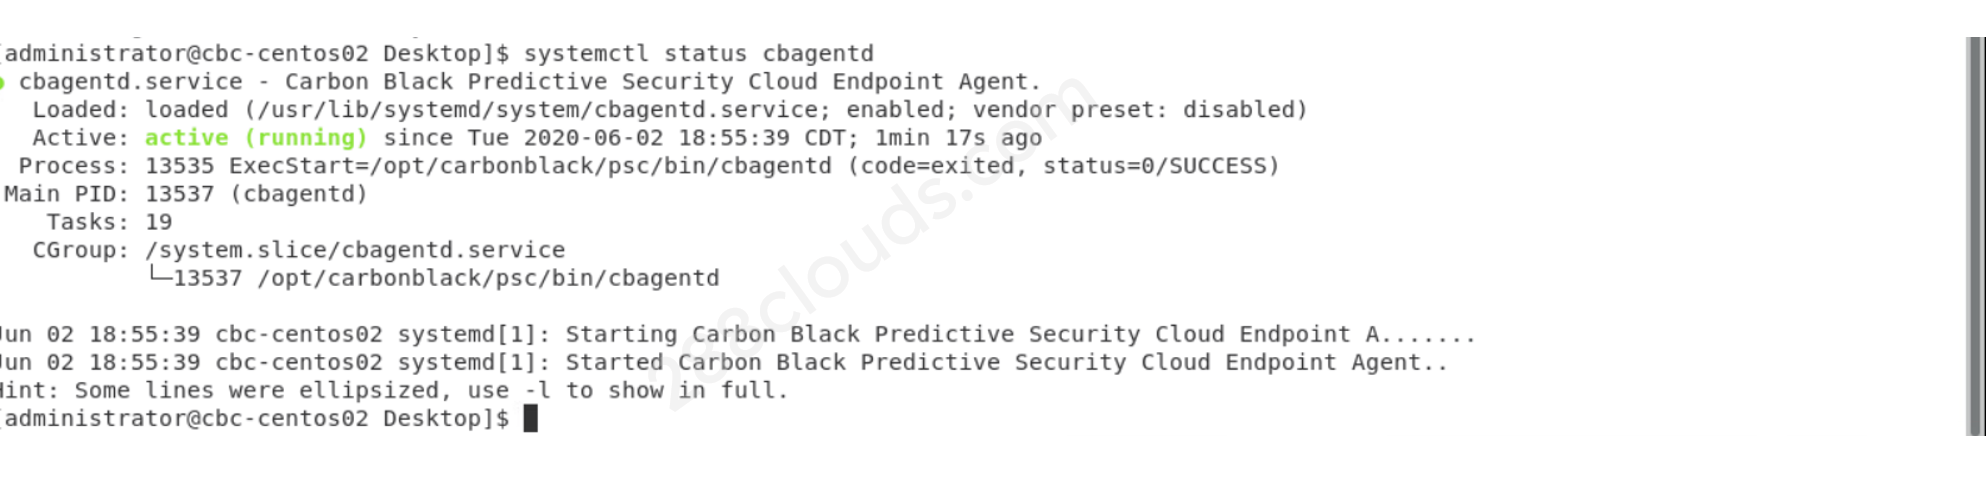 [administrator@cbc-centos02 Desktop]$ systemctl status cbagentd
● cbagentd.service - Carbon Black Predictive Security Cloud Endpoint Agent.
   Loaded: loaded (/usr/lib/systemd/system/cbagentd.service; enabled; vendor preset: disabled)
   Active: active (running) since Tue 2020-06-02 18:55:39 CDT; 1min 17s ago
  Process: 13535 ExecStart=/opt/carbonblack/psc/bin/cbagentd (code=exited, status=0/SUCCESS)
 Main PID: 13537 (cbagentd)
    Tasks: 19
   CGroup: /system.slice/cbagentd.service
           └─13537 /opt/carbonblack/psc/bin/cbagentd
Jun 02 18:55:39 cbc-centos02 systemd[1]: Starting Carbon Black Predictive Security Cloud Endpoint A.......
Jun 02 18:55:39 cbc-centos02 systemd[1]: Started Carbon Black Predictive Security Cloud Endpoint Agent..
Hint: Some lines were ellipsized, use -l to show in full.
[administrator@cbc-centos02 Desktop]$
288clouds.com